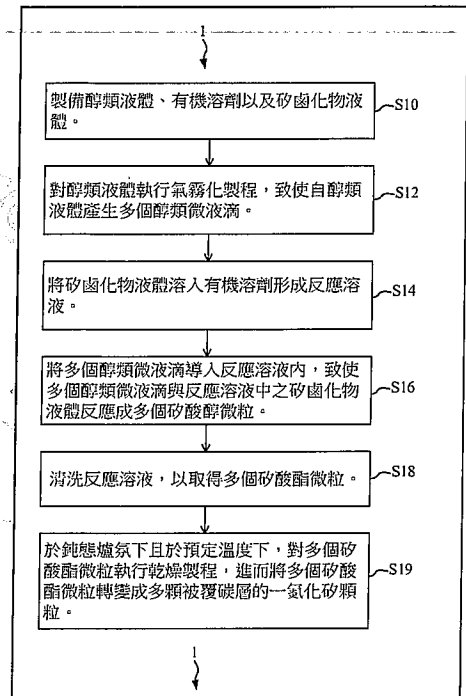 1
製備醇類液體、有機溶劑以及矽鹵化物液
體。
S10
對醇類液體執行氣霧化製程，致使自醇類
液體產生多個醇類微液滴。
S12
將矽鹵化物液體溶入有機溶劑形成反應溶
液。
S14
將多個醇類微液滴導入反應溶液內，致使
多個醇類微液滴與反應溶液中之矽鹵化物
液體反應成多個矽酸醇微粒。
S16
清洗反應溶液，以取得多個矽酸酯微粒。
S18
於鈍態爐氛下且於預定溫度下，對多個矽
酸酯微粒執行乾燥製程，進而將多個矽酸
酯微粒轉變成多顆被覆碳層的一氮化矽顆
粒。
S19
1